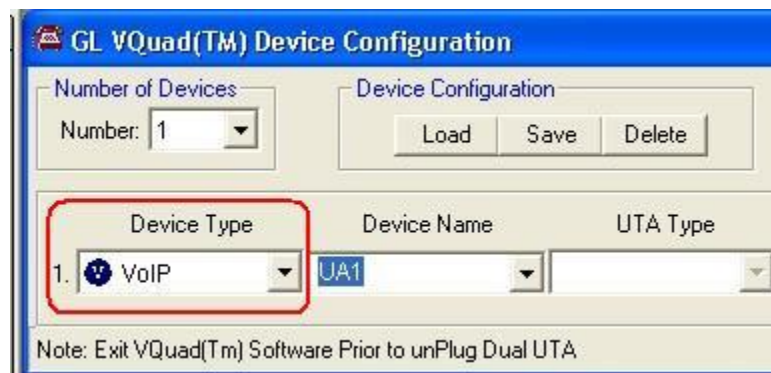 GL VQuad(TM) Device Configuration
Number of Devices
Number: 1
Device Configuration
Load Save Delete
Device Type Device Name UTA Type
1. V VoIP UA1
Note: Exit VQuad(Tm) Software Prior to unPlug Dual UTA